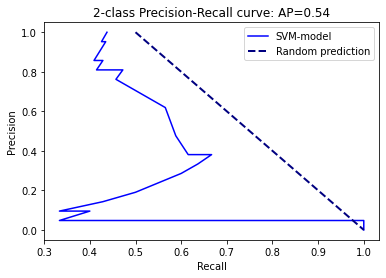 2-class Precision-Recall curve: AP=0.54
SVM-model
Random prediction
Precision
1.0
0.8
0.6
0.4
0.2
0.0
0.3 0.4 0.5 0.6 0.7 0.8 0.9 1.0
Recall